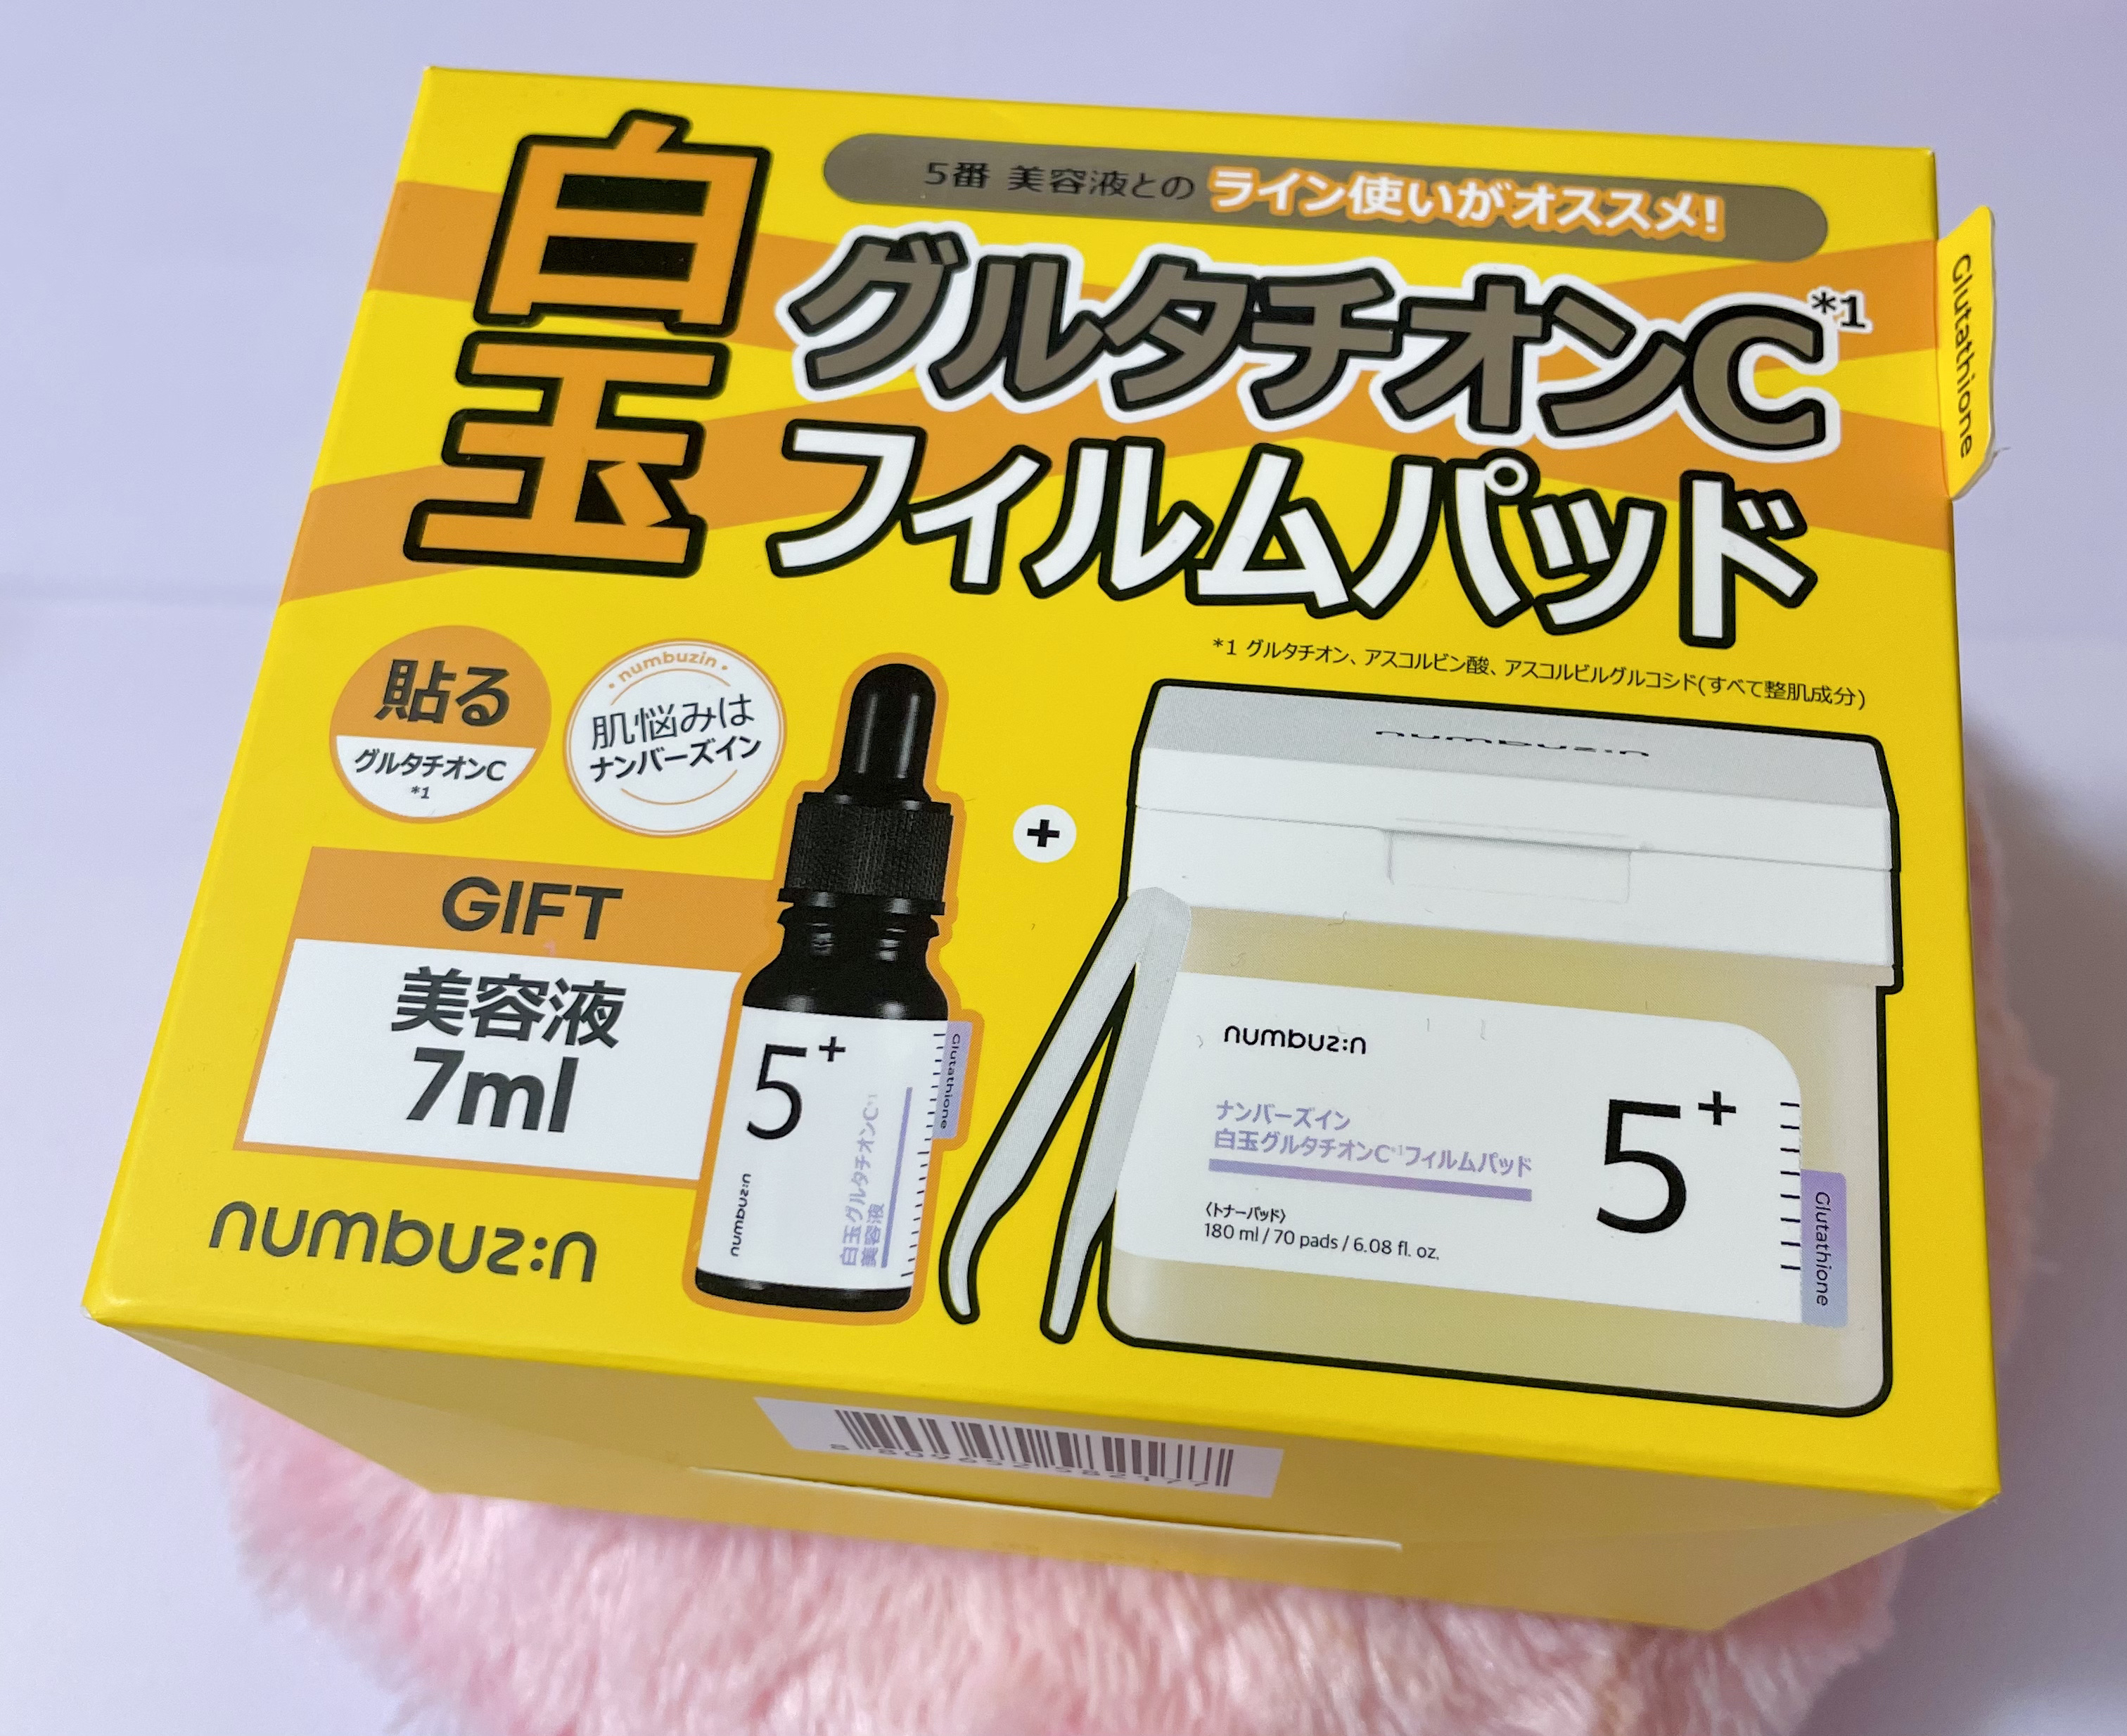 白玉
5番 美容液との ライン使いがオススメ!
グルタチオンC*1
フィルムパッド
*1 グルタチオン、アスコルビン酸、アスコルビルグルコシド(すべて整肌成分)
Glutathione
貼る
グルタチオンC
*1
numbuzin
肌悩みは
ナンバーズイン
GIFT
美容液
7ml
numbuz:n
5+
numbuz:n
白玉グルタチオンC*1
美容液
Glutathione
+
numbuz:n
numbuz:n
ナンバーズイン
白玉グルタチオンC*1フィルムパッド
〈トナーパッド〉
180 ml / 70 pads / 6.08 fl. oz.
5+
Glutathione